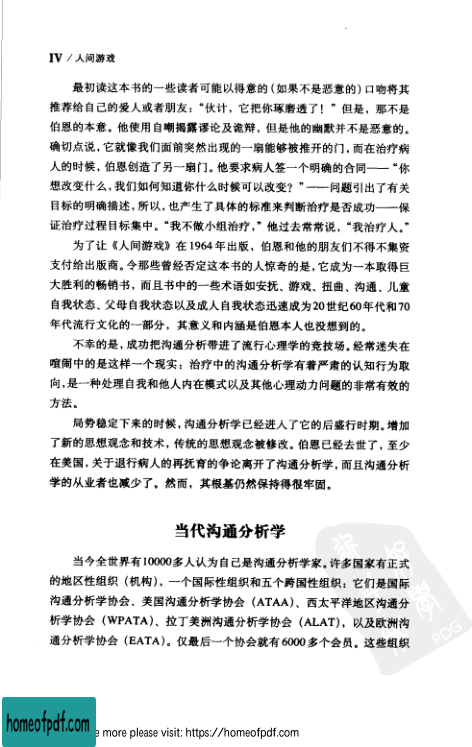 IV / 人间游戏
最初读这本书的一些读者可能以得意的(如果不是恶意的)口吻将其
推荐给自己的爱人或者朋友：“伙计，它把你琢磨透了！”但是，那不是
伯恩的本意。他使用自嘲揭露谬论及诡辩，但是他的幽默并不是恶意的。
确切点说，它就像我们面前突然出现的一扇能够被推开的门，而在治疗病
人的时候，伯恩创造了另一扇门。他要求病人签一个明确的合同——“你
想改变什么，我们如何知道你什么时候可以改变？”——问题引出了有关
目标的明确描述，所以，也产生了具体的标准来判断治疗是否成功——保
证治疗过程目标集中。“我不做小组治疗，”他过去常常说，“我治疗人。”
为了让《人间游戏》在1964年出版，伯恩和他的朋友们不得不集资
支付给出版商。令那些曾经否定这本书的人惊奇的是，它成为一本取得巨
大胜利的畅销书，而且书中的一些术语如安抚、游戏、扭曲、沟通、儿童
自我状态、父母自我状态以及成人自我状态迅速成为20世纪60年代和70
年代流行文化的一部分，其意义和内涵是伯恩本人也没想到的。
不幸的是，成功把沟通分析带进了流行心理学的竞技场。经常迷失在
喧闹中的是这样一个现实：治疗中的沟通分析学有着严肃的认知行为取
向，是一种处理自我和他人内在模式以及其他心理动力问题的非常有效的
方法。
局势稳定下来的时候，沟通分析学已经进入了它的后盛行时期。增加
了新的思想观念和技术，传统的思想观念被修改。伯恩已经去世了，至少
在美国，关于退行病人的再抚育的争论离开了沟通分析学，而且沟通分析
学的从业者也减少了。然而，其根基仍然保持得很牢固。
当代沟通分析学
当今全世界有10000多人认为自己是沟通分析学家。许多国家有正式
的地区性组织（机构），一个国际性组织和五个跨国性组织：它们是国际
沟通分析学协会、美国沟通分析学协会（ATAA）、西太平洋地区沟通分
析学协会（WPATA）、拉丁美洲沟通分析学协会（ALAT），以及欧洲沟
通分析学协会（EATA）。仅最后一个协会就有6000多个会员。这些组织
PDG
homeofpdf.com
e more please visit: https://homeofpdf.com